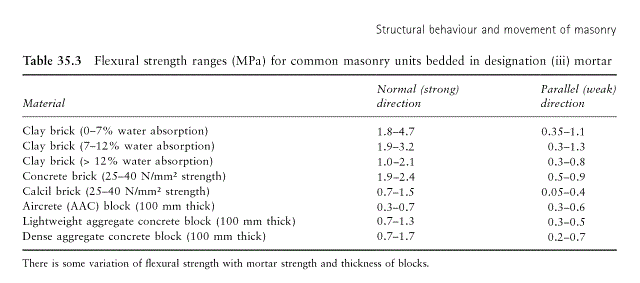 Structural behaviour and movement of masonry
Table 35.3 Flexural strength ranges (MPa) for common masonry units bedded in designation (iii) mortar
Normal (strong) Parallel (weak)
Material direction direction
Clay brick (0–7% water absorption) 1.8–4.7 0.35–1.1
Clay brick (7–12% water absorption) 1.9–3.2 0.3–1.3
Clay brick (> 12% water absorption) 1.0–2.1 0.3–0.8
Concrete brick (25–40 N/mm² strength) 1.9–2.4 0.5–0.9
Calcil brick (25–40 N/mm² strength) 0.7–1.5 0.05–0.4
Aircrete (AAC) block (100 mm thick) 0.3–0.7 0.3–0.6
Lightweight aggregate concrete block (100 mm thick) 0.7–1.3 0.3–0.5
Dense aggregate concrete block (100 mm thick) 0.7–1.7 0.2–0.7
There is some variation of flexural strength with mortar strength and thickness of blocks.